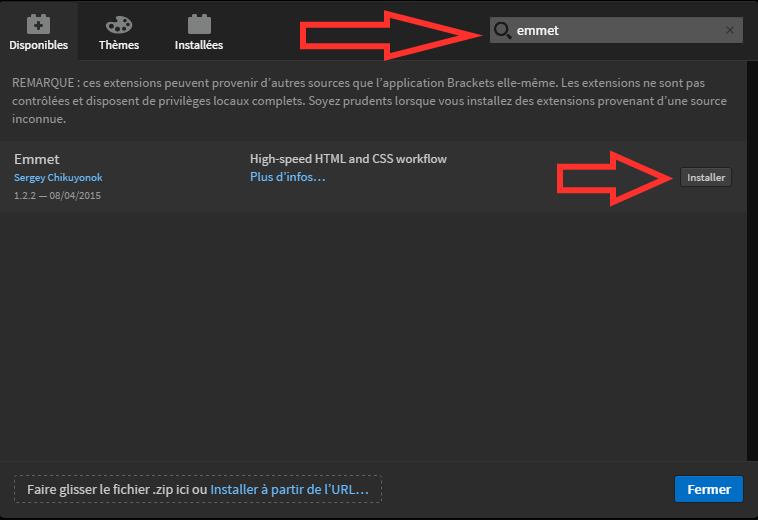 Disponibles
Thèmes
Installées
emmet
REMARQUE : ces extensions peuvent provenir d'autres sources que l'application Brackets elle-même. Les extensions ne sont pas
contrôlées et disposent de privilèges locaux complets. Soyez prudents lorsque vous installez des extensions provenant d'une source
inconnue.
Emmet
High-speed HTML and CSS workflow
Sergey Chikuyonok
Plus d'infos…
Installer
1.2.2 — 08/04/2015
Faire glisser le fichier .zip ici ou Installer à partir de l'URL…
Fermer